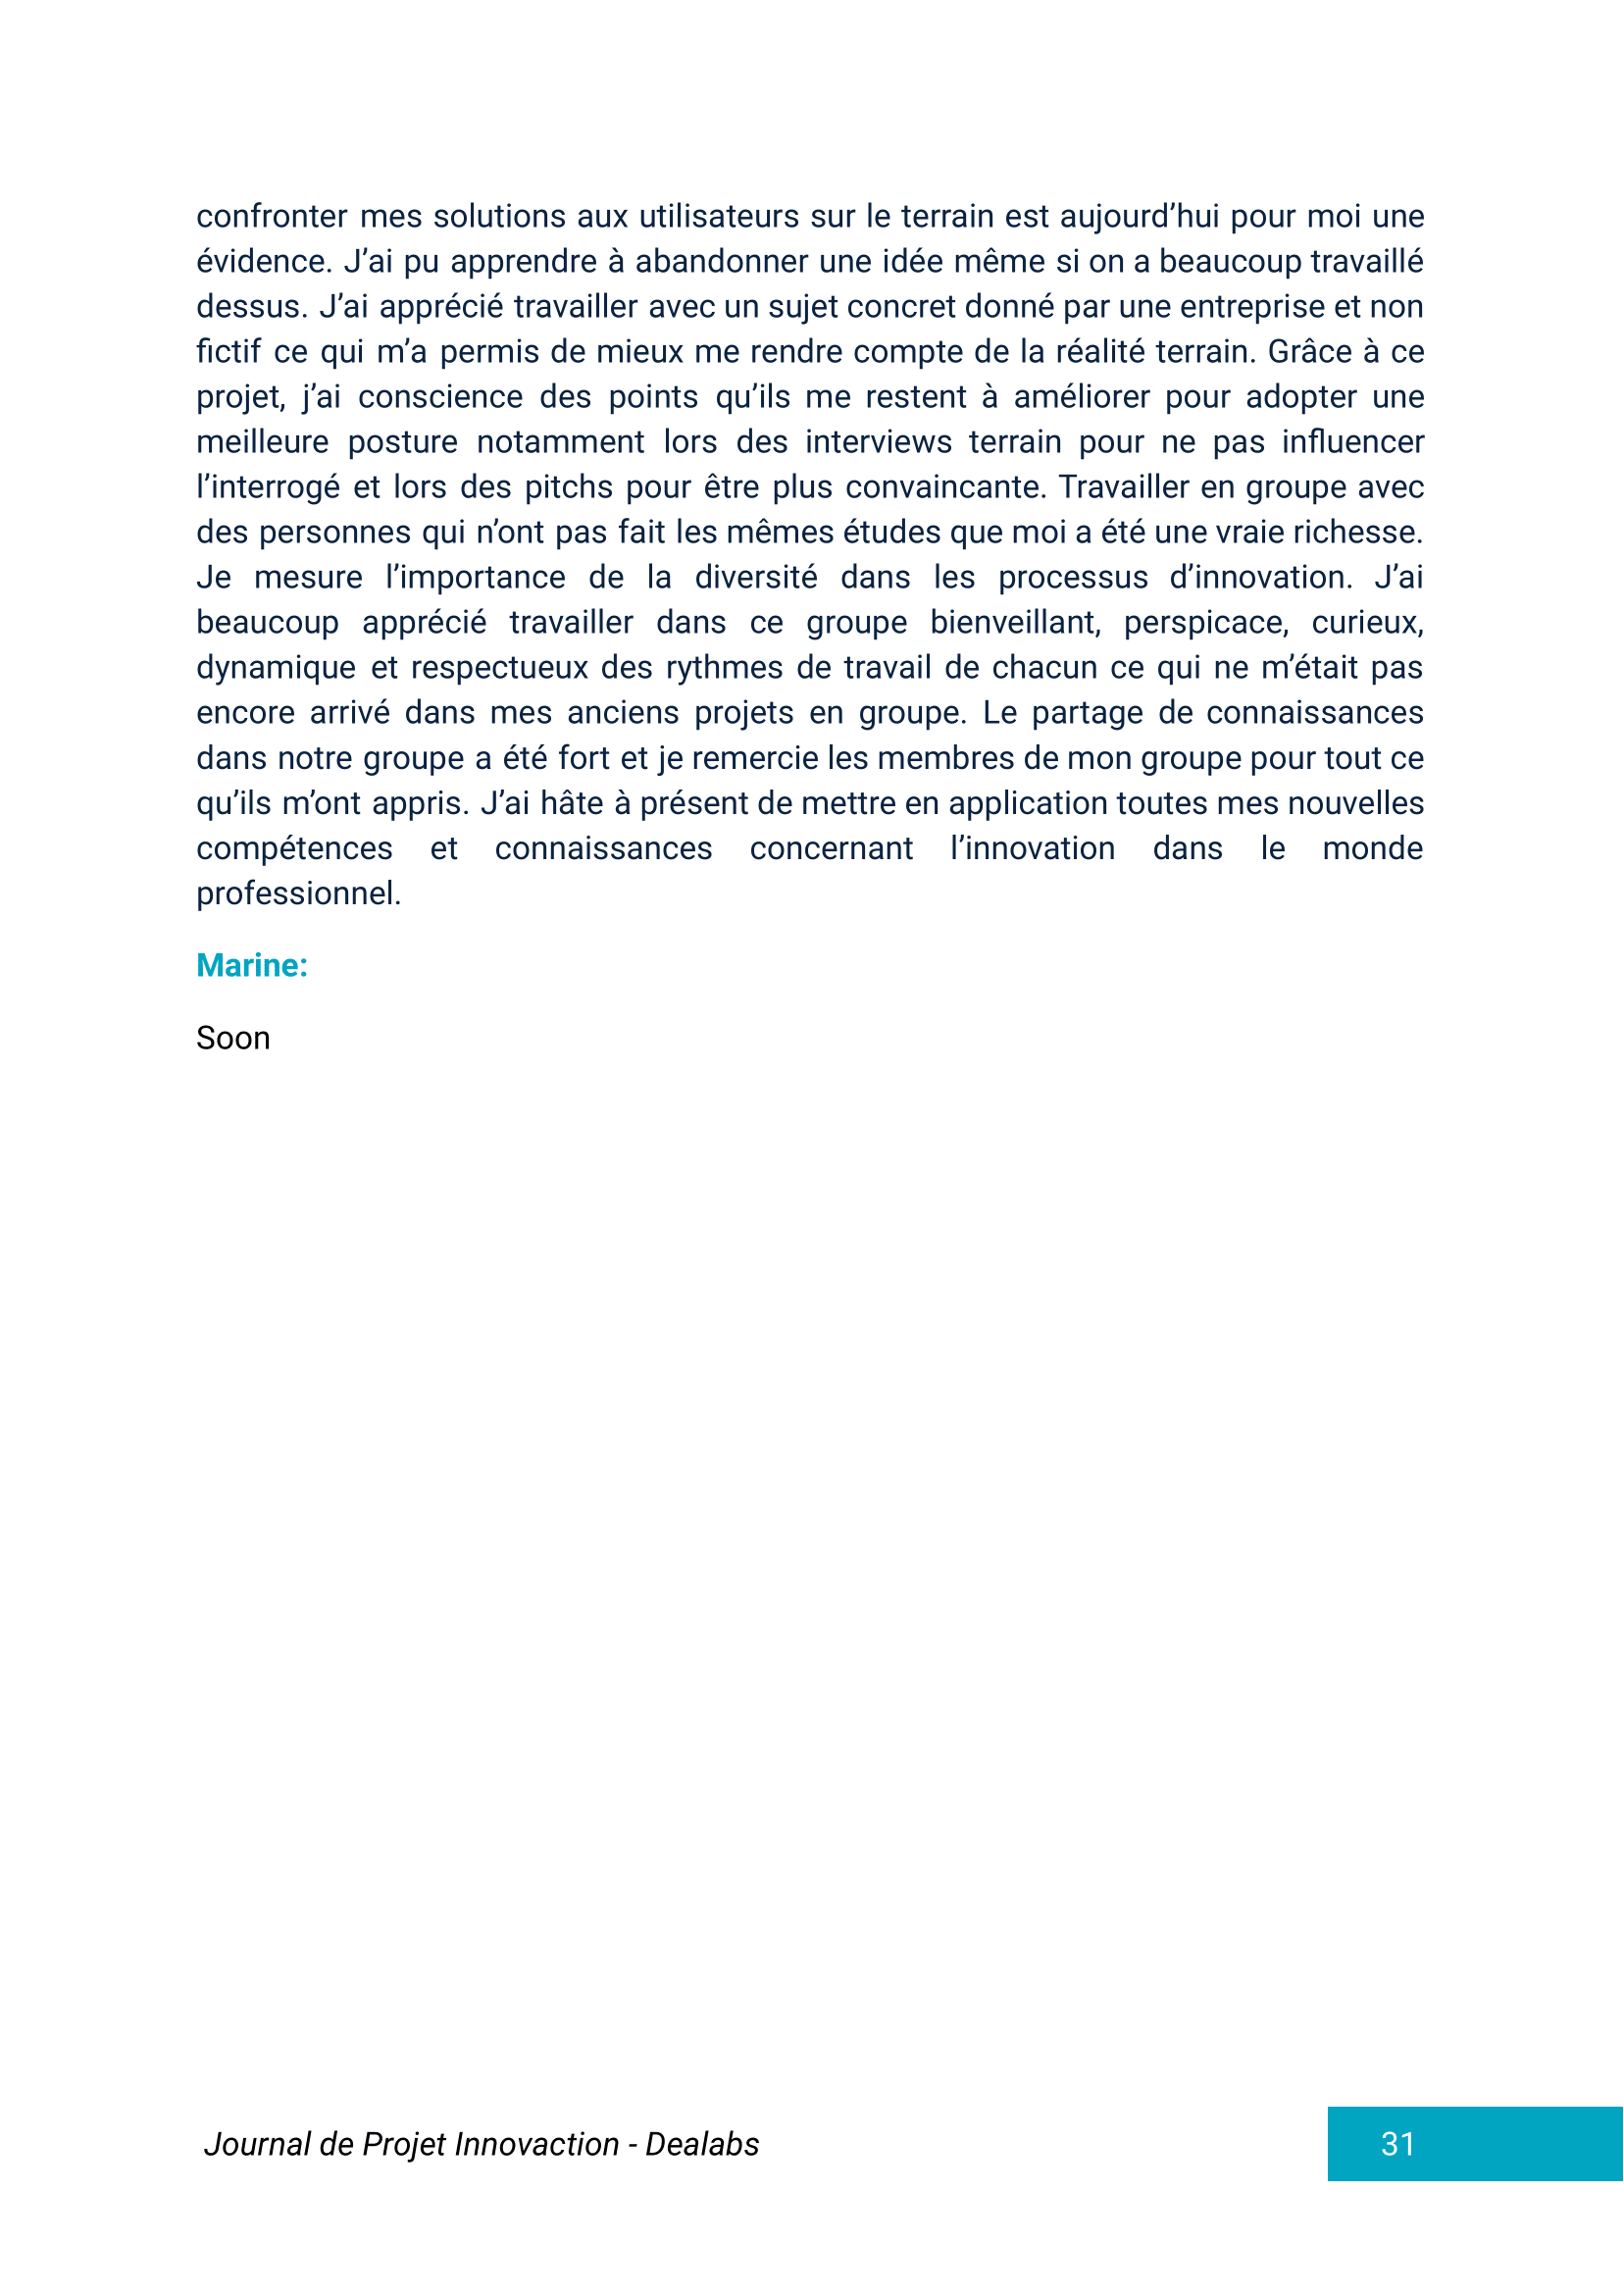 confronter mes solutions aux utilisateurs sur le terrain est aujourd’hui pour moi une
évidence. J’ai pu apprendre à abandonner une idée même si on a beaucoup travaillé
dessus. J’ai apprécié travailler avec un sujet concret donné par une entreprise et non
fictif ce qui m’a permis de mieux me rendre compte de la réalité terrain. Grâce à ce
projet, j’ai conscience des points qu’ils me restent à améliorer pour adopter une
meilleure posture notamment lors des interviews terrain pour ne pas influencer
l’interrogé et lors des pitchs pour être plus convaincante. Travailler en groupe avec
des personnes qui n’ont pas fait les mêmes études que moi a été une vraie richesse.
Je mesure l’importance de la diversité dans les processus d’innovation. J’ai
beaucoup apprécié travailler dans ce groupe bienveillant, perspicace, curieux,
dynamique et respectueux des rythmes de travail de chacun ce qui ne m’était pas
encore arrivé dans mes anciens projets en groupe. Le partage de connaissances
dans notre groupe a été fort et je remercie les membres de mon groupe pour tout ce
qu’ils m’ont appris. J’ai hâte à présent de mettre en application toutes mes nouvelles
compétences et connaissances concernant l’innovation dans le monde
professionnel.
Marine:
Soon
Journal de Projet Innovaction - Dealabs
31